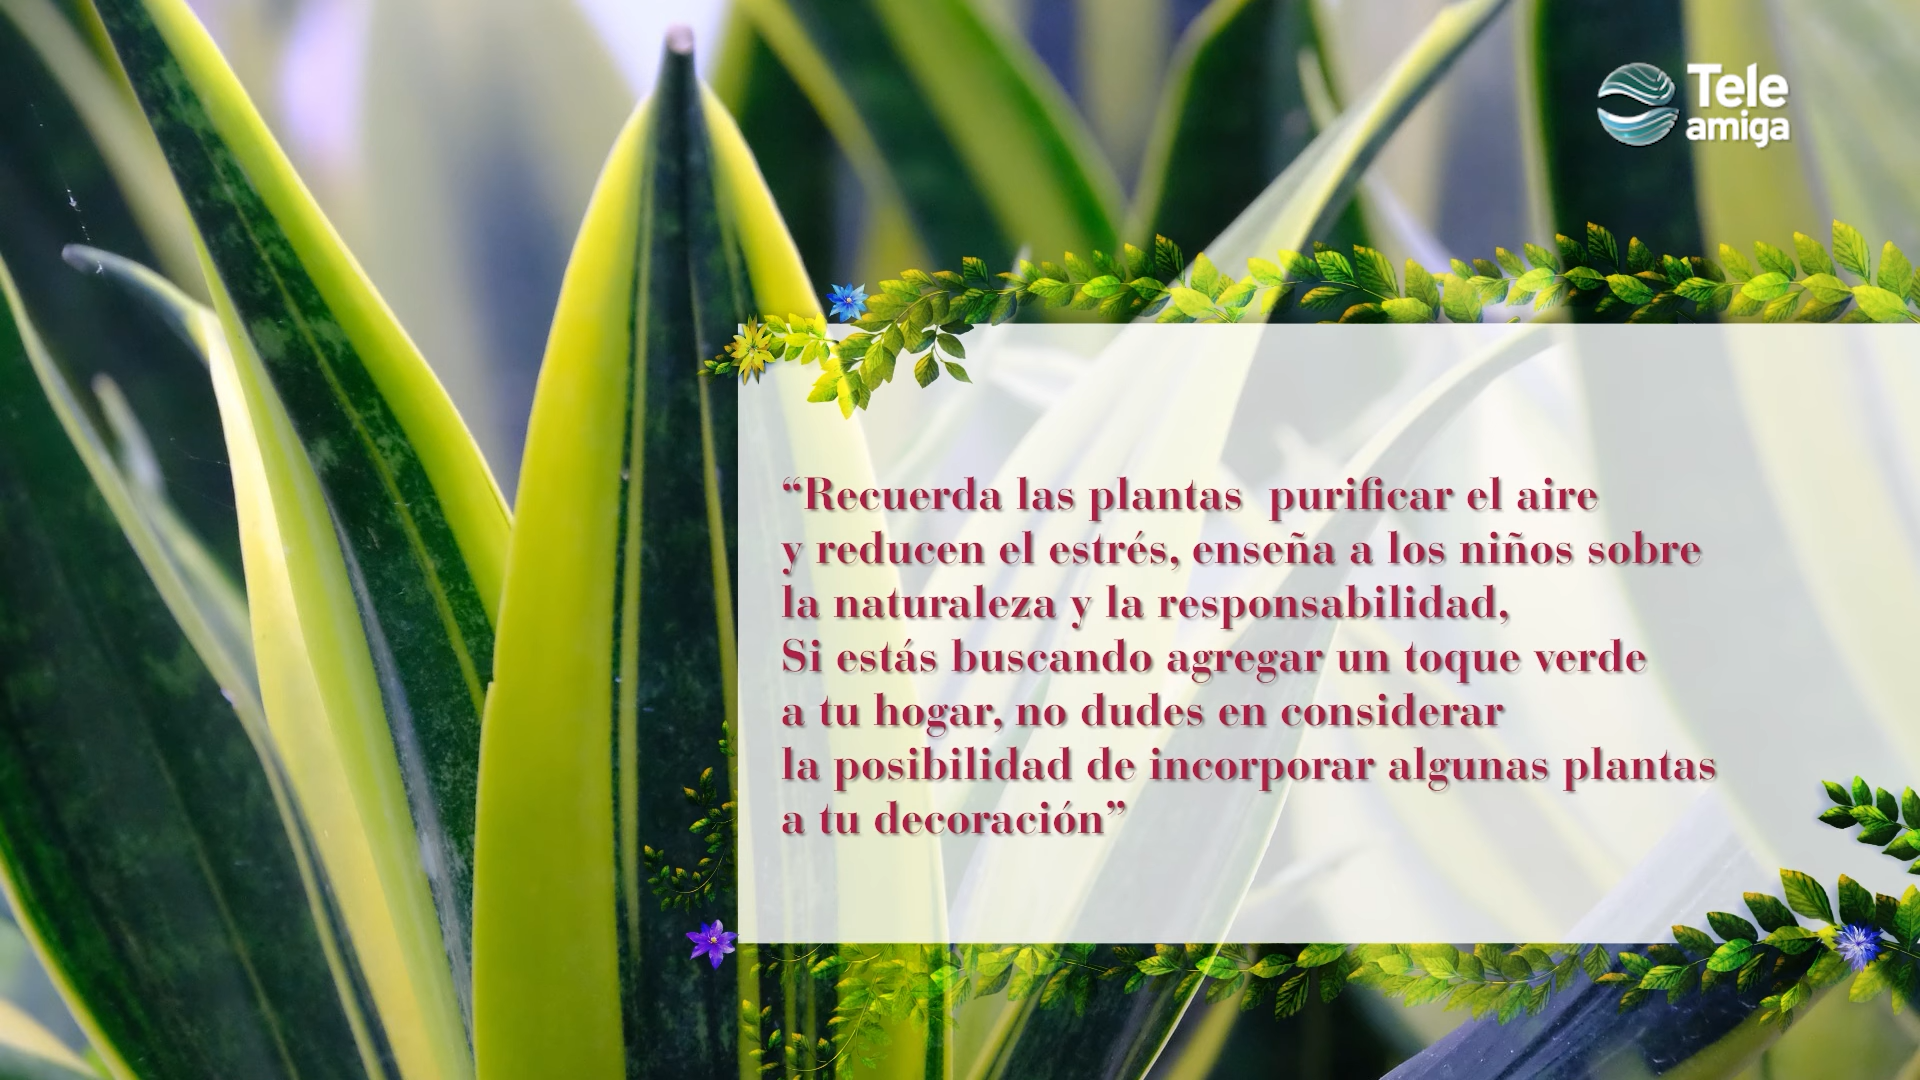 Tele
amiga
“Recuerda las plantas  purificar el aire
y reducen el estrés, enseña a los niños sobre
la naturaleza y la responsabilidad,
Si estás buscando agregar un toque verde
a tu hogar, no dudes en considerar
la posibilidad de incorporar algunas plantas
a tu decoración”